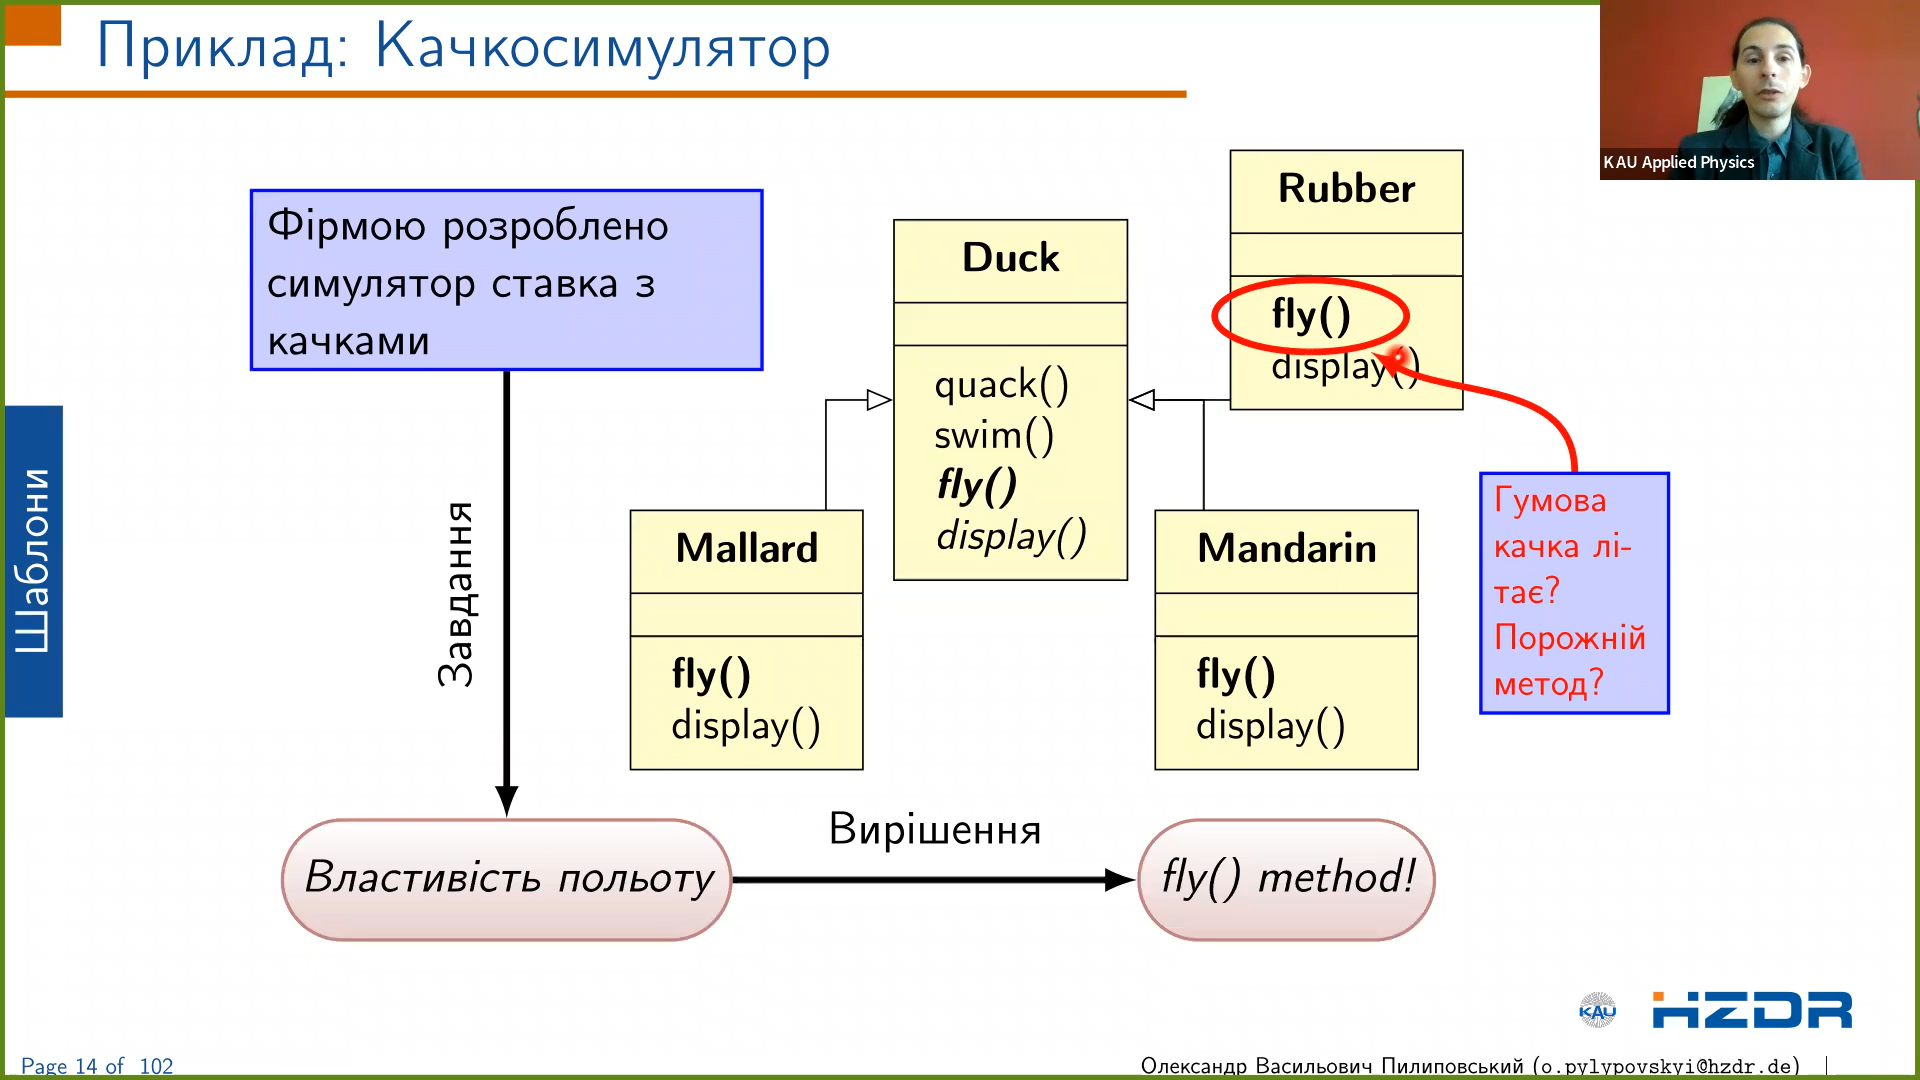 Приклад: Качкосимулятор
KAU Applied Physics
Фірмою розроблено
симулятор ставка з
качками
Duck
quack()
swim()
fly()
display()
Rubber
fly()
display()
Mallard
fly()
display()
Mandarin
fly()
display()
Гумова
качка лі-
тає?
Порожній
метод?
Шаблони
Завдання
Властивість польоту
Вирішення
fly() method!
KAU
HZDR
Page 14 of 102
Олександр Васильович Пилиповський (o.pylypovskyi@hzdr.de)